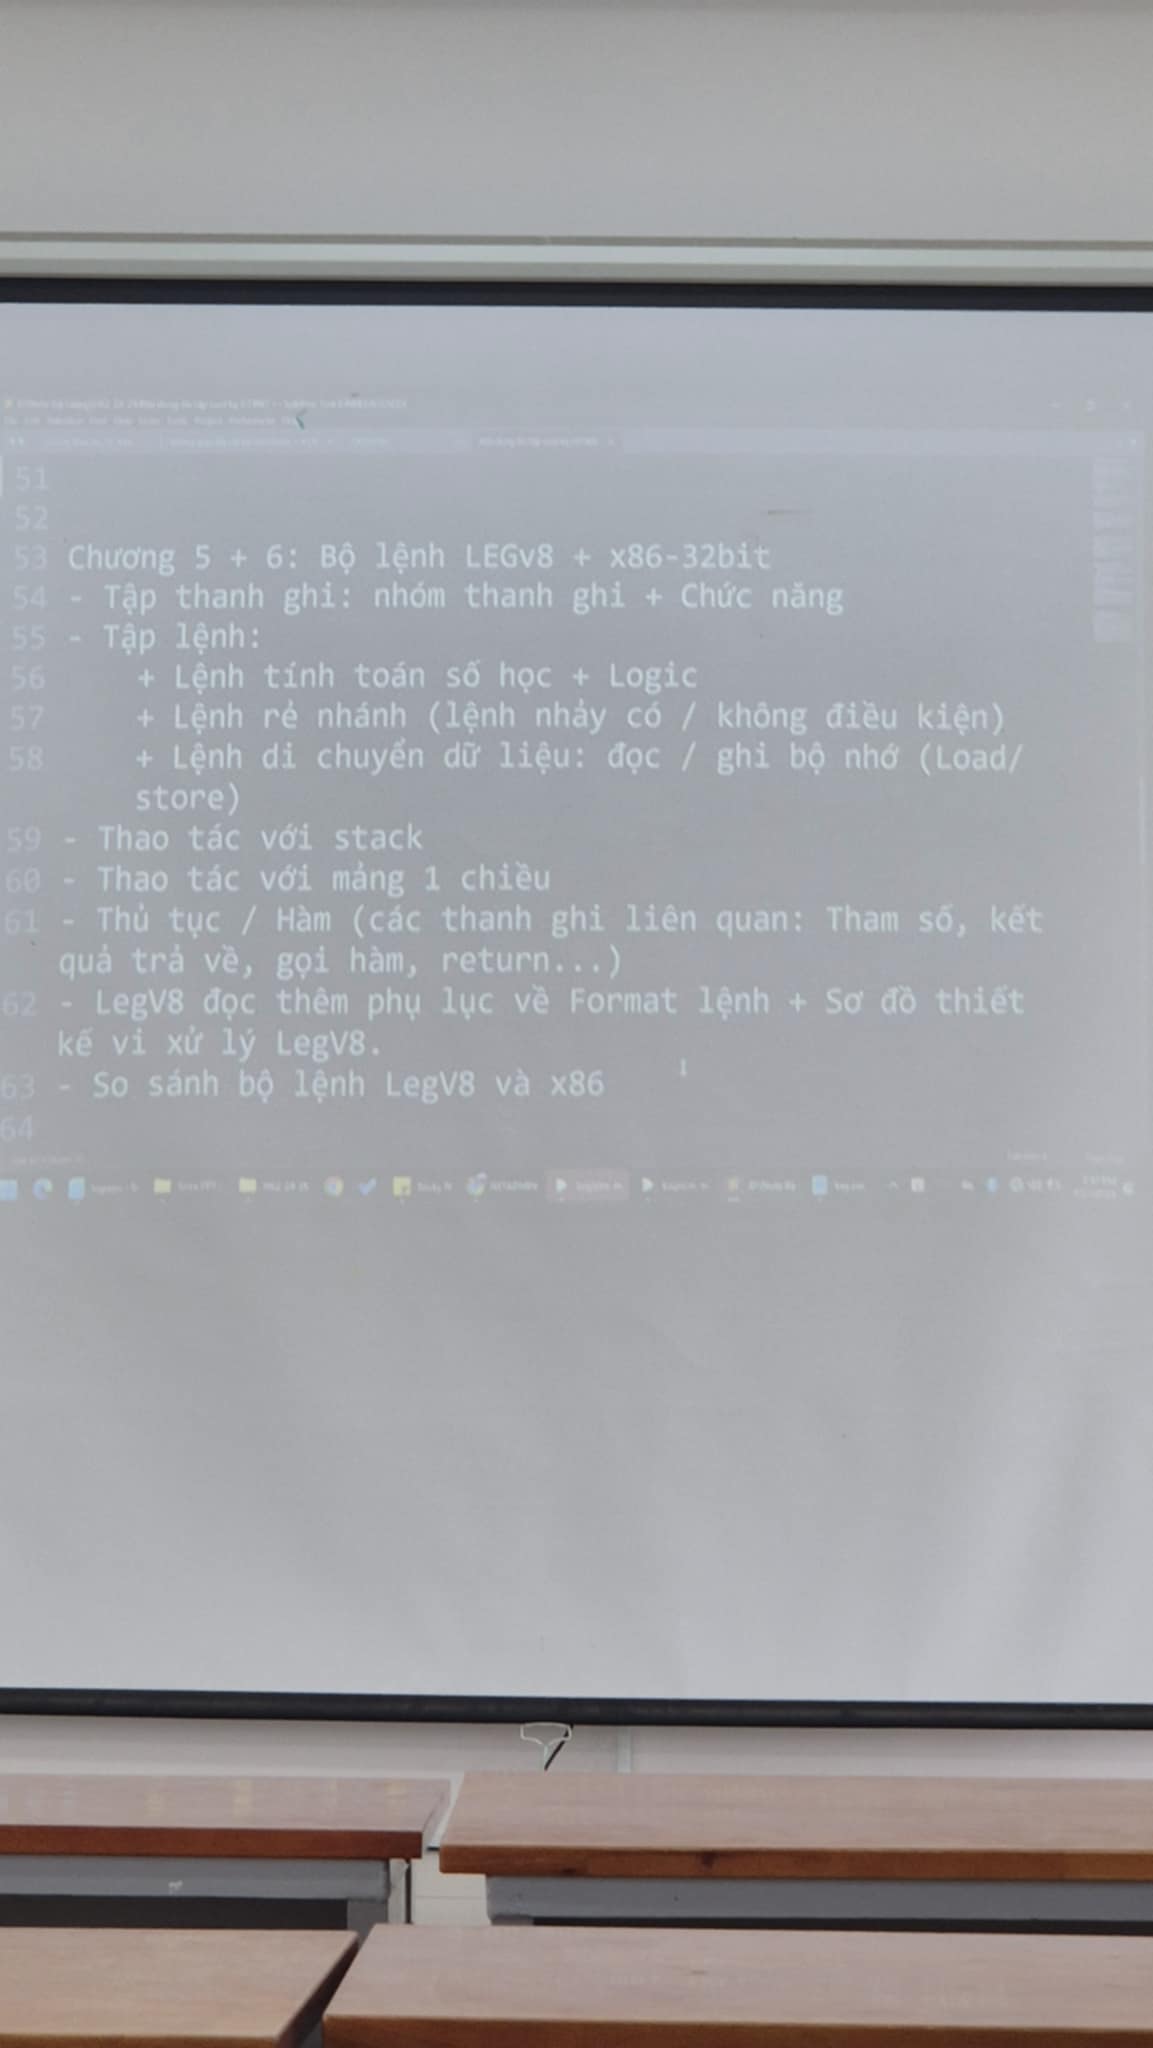 51
52
53 Chương 5 + 6: Bộ lệnh LEGv8 + x86-32bit
54 - Tập thanh ghi: nhóm thanh ghi + Chức năng
55 - Tập lệnh:
56 + Lệnh tính toán số học + Logic
57 + Lệnh rẻ nhánh (lệnh nhảy có / không điều kiện)
58 + Lệnh di chuyển dữ liệu: đọc / ghi bộ nhớ (Load/
store)
59 - Thao tác với stack
60 - Thao tác với mảng 1 chiều
61 - Thủ tục / Hàm (các thanh ghi liên quan: Tham số, kết
quả trả về, gọi hàm, return...)
62 - LegV8 đọc thêm phụ lục về Format lệnh + Sơ đồ thiết
kế vi xử lý LegV8.
63 - So sánh bộ lệnh LegV8 và x86
64